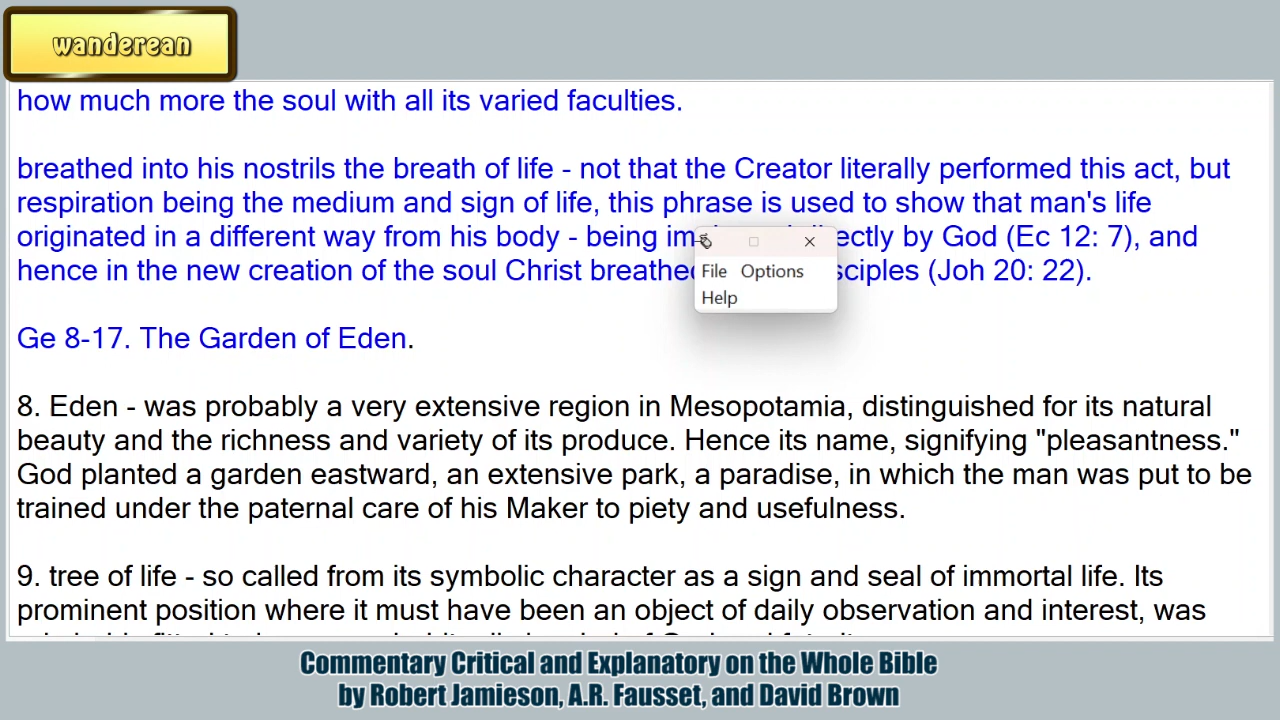 wanderean
how much more the soul with all its varied faculties.
breathed into his nostrils the breath of life - not that the Creator literally performed this act, but
respiration being the medium and sign of life, this phrase is used to show that man's life
originated in a different way from his body - being by God (Ec 12: 7), and
hence in the new creation of the soul Christ (Joh 20: 22).
File Options
Help
Ge 8-17. The Garden of Eden.
8. Eden - was probably a very extensive region in Mesopotamia, distinguished for its natural
beauty and the richness and variety of its produce. Hence its name, signifying "pleasantness."
God planted a garden eastward, an extensive park, a paradise, in which the man was put to be
trained under the paternal care of his Maker to piety and usefulness.
9. tree of life - so called from its symbolic character as a sign and seal of immortal life. Its
prominent position where it must have been an object of daily observation and interest, was
Commentary Critical and Explanatory on the Whole Bible
by Robert Jamieson, A.R. Fausset, and David Brown